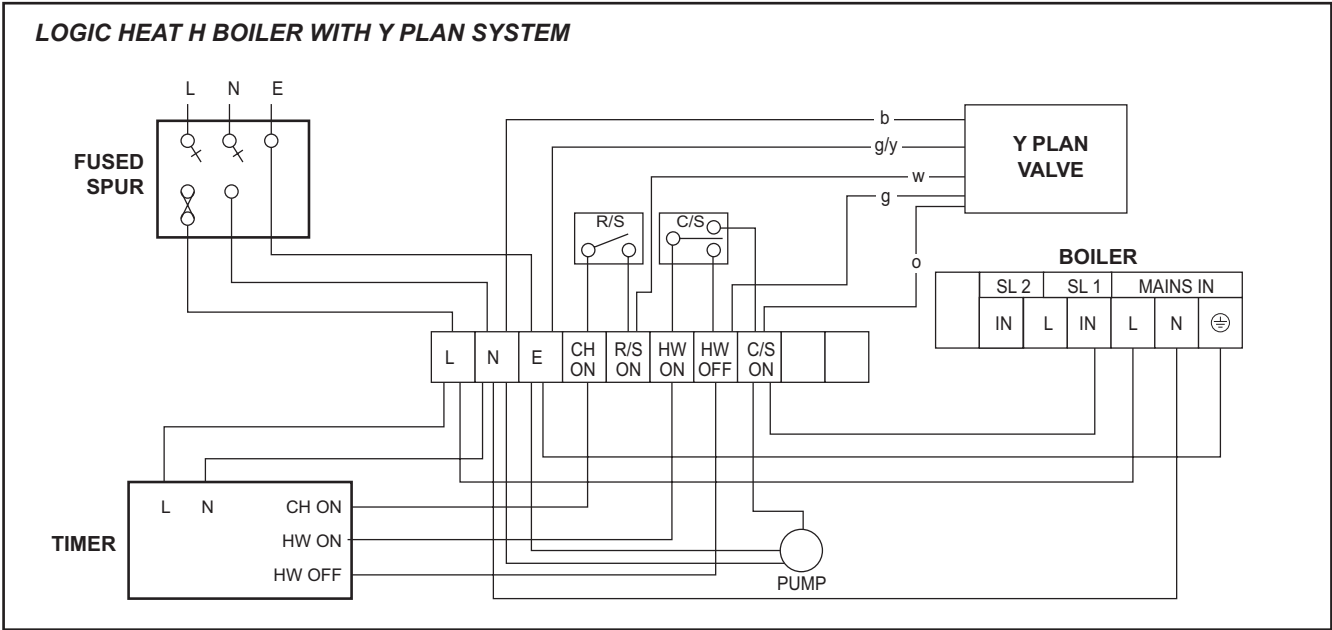 LOGIC HEAT H BOILER WITH Y PLAN SYSTEM
L N E
FUSED
SPUR
b
g/y
w
g
o
Y PLAN
VALVE
R/S
C/S
BOILER
SL 2 SL 1 MAINS IN
IN L IN L N
L N E CH ON R/S ON HW ON HW OFF C/S ON
TIMER
L N
CH ON
HW ON
HW OFF
PUMP